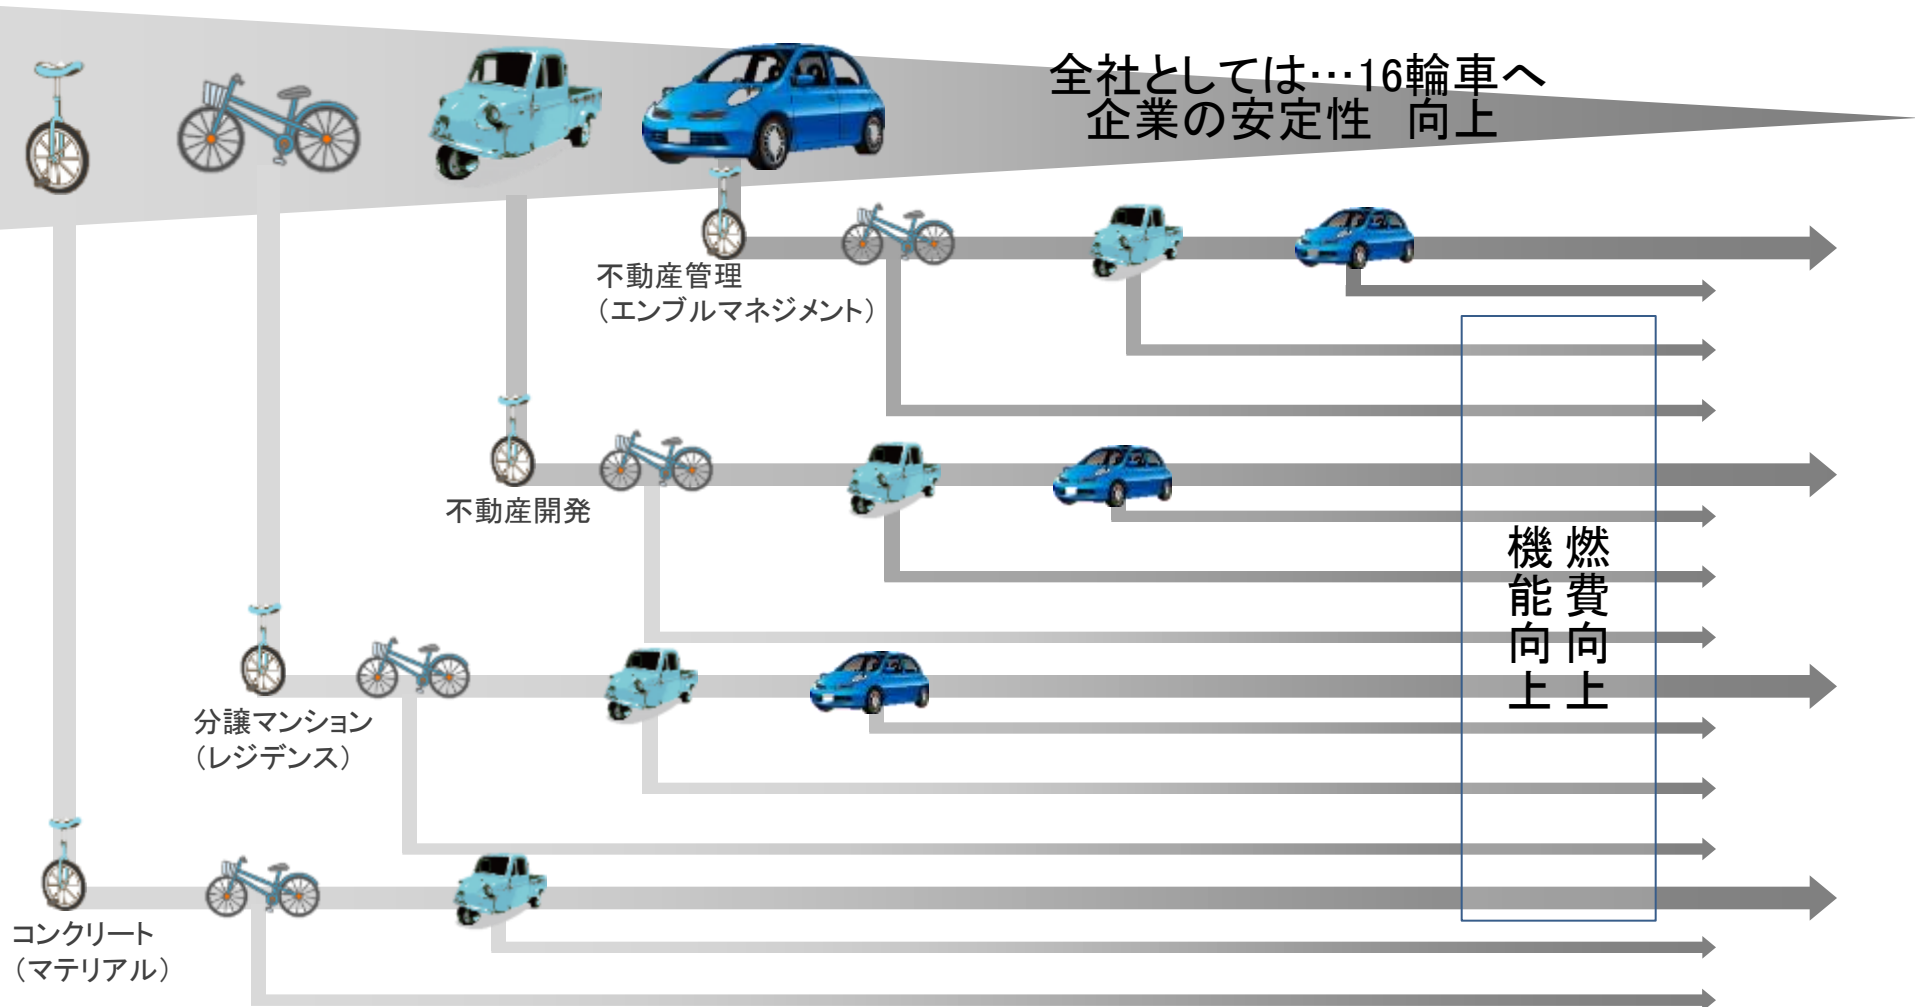 全社としては…16輪車へ
企業の安定性　向上
不動産管理
（エンブルマネジメント）
不動産開発
燃費向上
機能向上
分譲マンション
（レジデンス）
コンクリート
（マテリアル）